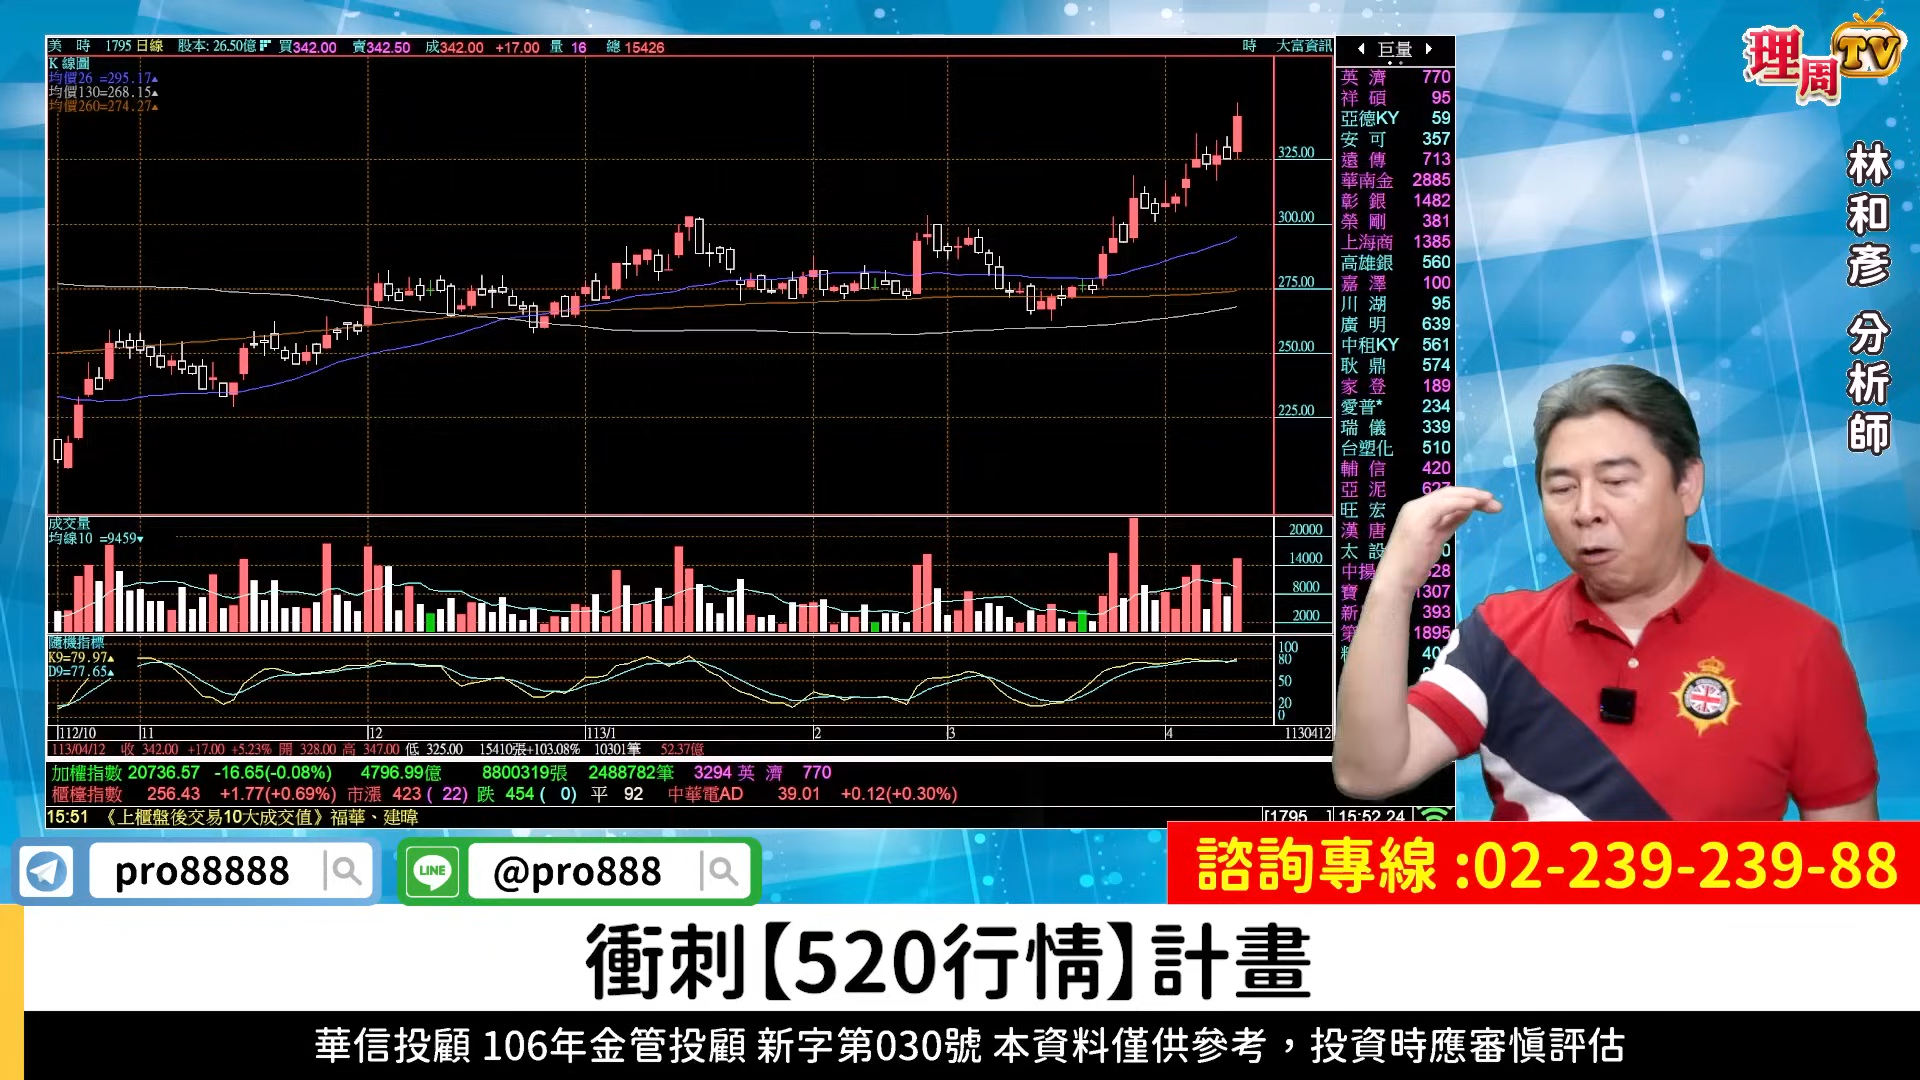 美 時 1795 日線 股本: 26.50億 買342.00 賣342.50 成342.00 +17.00 量 16 總 15426 時 大富資訊
K 線圖
均價26 =295.17▲
均價130=268.15▲
均價260=274.27▲
325.00
300.00
275.00
250.00
225.00
成交量
均線10 =9459▼
20000
14000
8000
2000
隨機指標
K9=79.97▲
D9=77.65▲
100
80
50
20
0
112/10 11 12 113/1 2 3 4 1130412
113/04/12 收 342.00 +17.00 +5.23% 開 328.00 高 347.00 低 325.00 15410張+103.08% 10301筆 52.37億
加權指數 20736.57 -16.65(-0.08%) 4796.99億 8800319張 2488782筆 3294 英 濟 770
櫃檯指數 256.43 +1.77(+0.69%) 市漲 423 ( 22) 跌 454 ( 0) 平 92 中華電AD 39.01 +0.12(+0.30%)
15:51 《上櫃盤後交易10大成交值》福華、建暐
[1795 ] 15:52:24
巨量
英 濟 770
祥 碩 95
亞德KY 59
安 可 357
遠 傳 713
華南金 2885
彰 銀 1482
榮 剛 381
上海商 1385
高雄銀 560
嘉 澤 100
川 湖 95
廣 明 639
中租KY 561
耿 鼎 574
家 登 189
愛普* 234
瑞 儀 339
台塑化 510
輔 信 420
亞 泥 627
旺 宏
漢 唐
太 設
中揚
寶 1307
新 393
第 1895
理周TV
林和彥 分析師
pro88888
LINE
@pro888
諮詢專線 :02-239-239-88
衝刺【520行情】計畫
華信投顧 106年金管投顧 新字第030號 本資料僅供參考，投資時應審慎評估